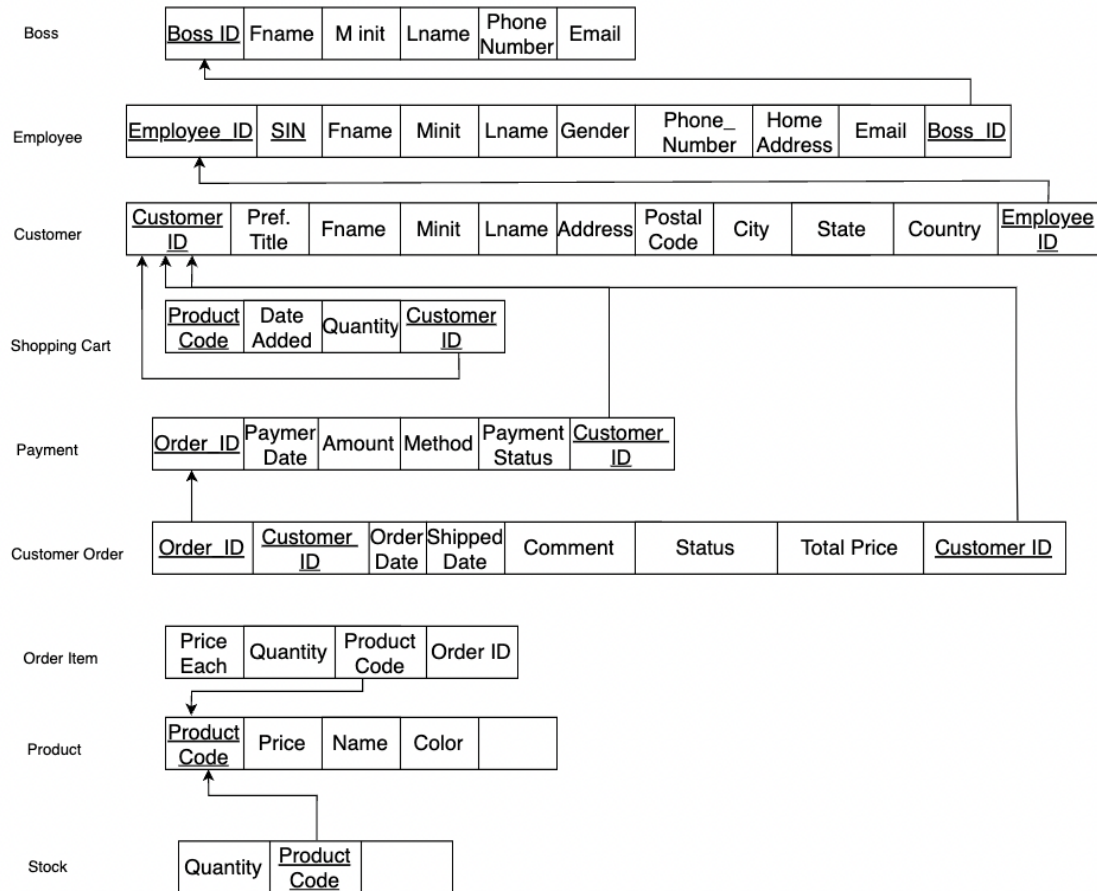 Boss
Boss ID Fname M init Lname Phone Number Email
Employee
Employee_ID SIN Fname Minit Lname Gender Phone_ Number Home Address Email Boss_ID
Customer
Customer ID Pref. Title Fname Minit Lname Address Postal Code City State Country Employee ID
Shopping Cart
Product Code Date Added Quantity Customer ID
Payment
Order_ID Paymer Date Amount Method Payment Status Customer_ ID
Customer Order
Order_ID Customer_ ID Order Date Shipped Date Comment Status Total Price Customer ID
Order Item
Price Each Quantity Product Code Order ID
Product
Product Code Price Name Color
Stock
Quantity Product Code